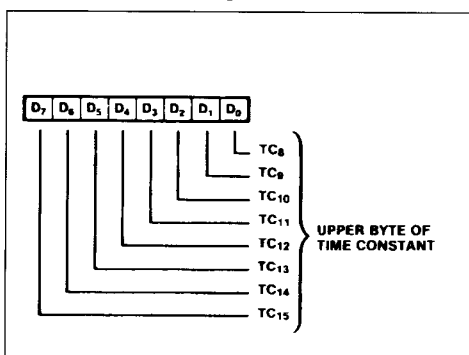 D7 D6 D5 D4 D3 D2 D1 D0
TC8
TC9
TC10
TC11
UPPER BYTE OF
TC12
TIME CONSTANT
TC13
TC14
TC15